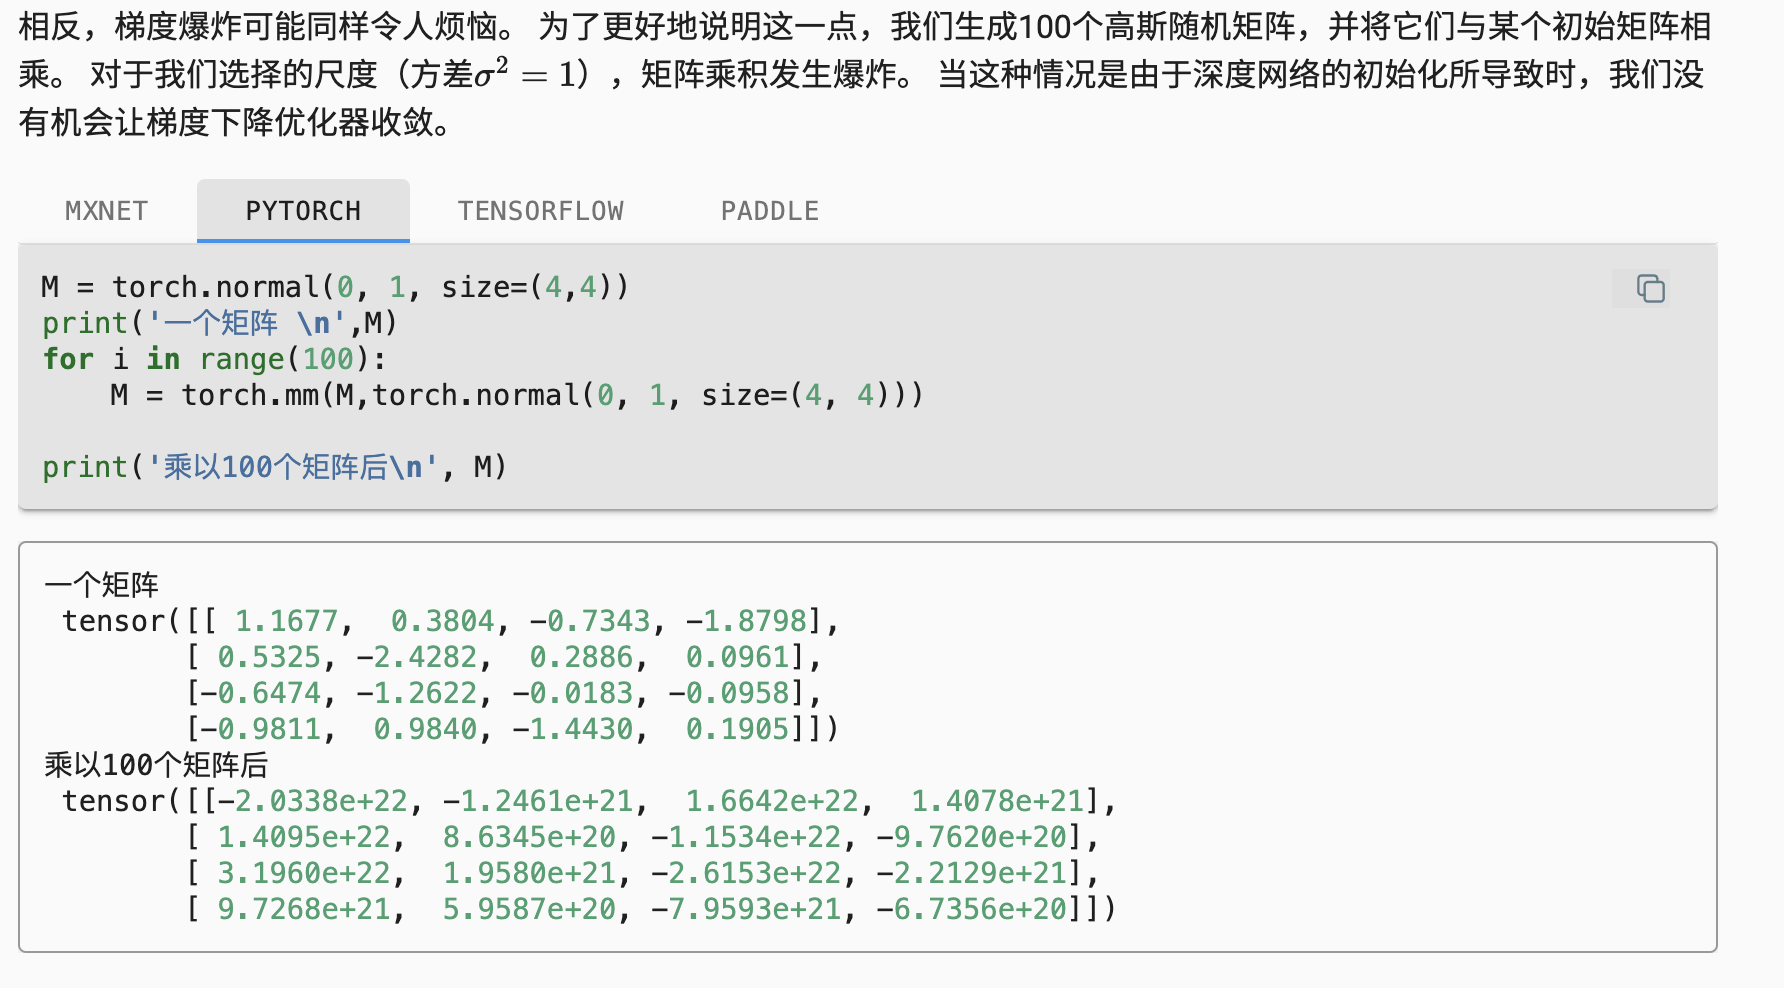 相反，梯度爆炸可能同样令人烦恼。 为了更好地说明这一点，我们生成100个高斯随机矩阵，并将它们与某个初始矩阵相
乘。 对于我们选择的尺度（方差σ² = 1），矩阵乘积发生爆炸。 当这种情况是由于深度网络的初始化所导致时，我们没
有机会让梯度下降优化器收敛。
MXNET PYTORCH TENSORFLOW PADDLE
M = torch.normal(0, 1, size=(4,4))
print('一个矩阵 \n',M)
for i in range(100):
    M = torch.mm(M,torch.normal(0, 1, size=(4, 4)))
print('乘以100个矩阵后\n', M)
一个矩阵
 tensor([[ 1.1677,  0.3804, -0.7343, -1.8798],
        [ 0.5325, -2.4282,  0.2886,  0.0961],
        [-0.6474, -1.2622, -0.0183, -0.0958],
        [-0.9811,  0.9840, -1.4430,  0.1905]])
乘以100个矩阵后
 tensor([[-2.0338e+22, -1.2461e+21,  1.6642e+22,  1.4078e+21],
        [ 1.4095e+22,  8.6345e+20, -1.1534e+22, -9.7620e+20],
        [ 3.1960e+22,  1.9580e+21, -2.6153e+22, -2.2129e+21],
        [ 9.7268e+21,  5.9587e+20, -7.9593e+21, -6.7356e+20]])